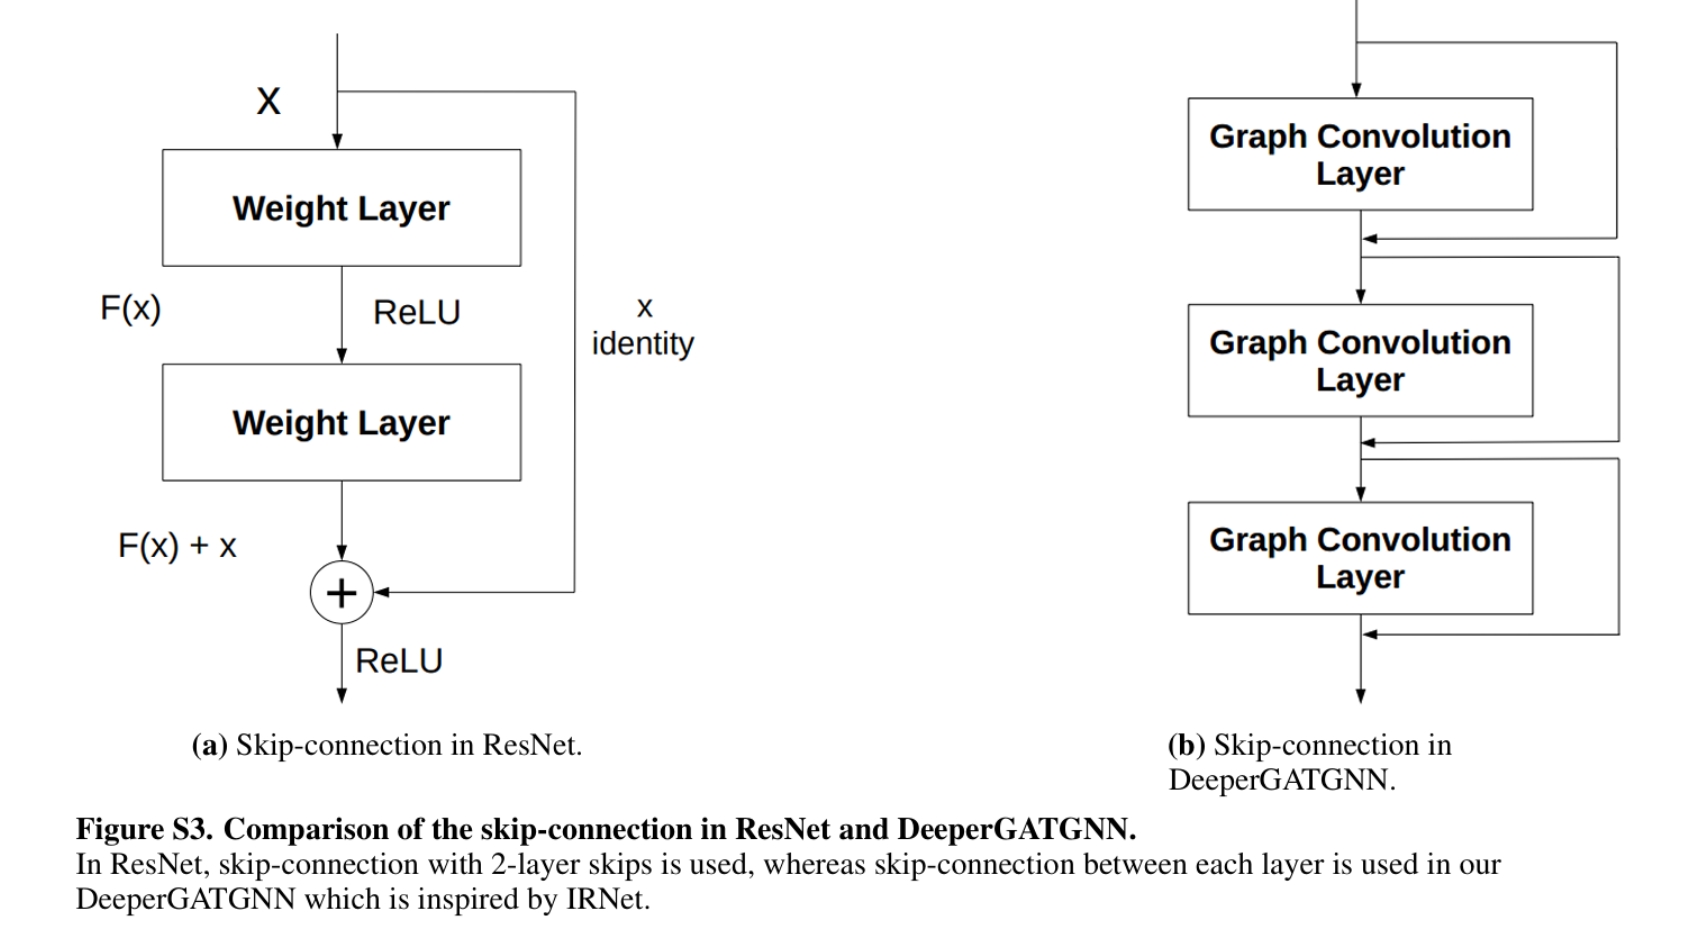 X
Weight Layer
F(x)
ReLU
x
identity
Weight Layer
F(x) + x
+
ReLU
(a) Skip-connection in ResNet.
Graph Convolution
Layer
Graph Convolution
Layer
Graph Convolution
Layer
(b) Skip-connection in
DeeperGATGNN.
Figure S3. Comparison of the skip-connection in ResNet and DeeperGATGNN.
In ResNet, skip-connection with 2-layer skips is used, whereas skip-connection between each layer is used in our
DeeperGATGNN which is inspired by IRNet.